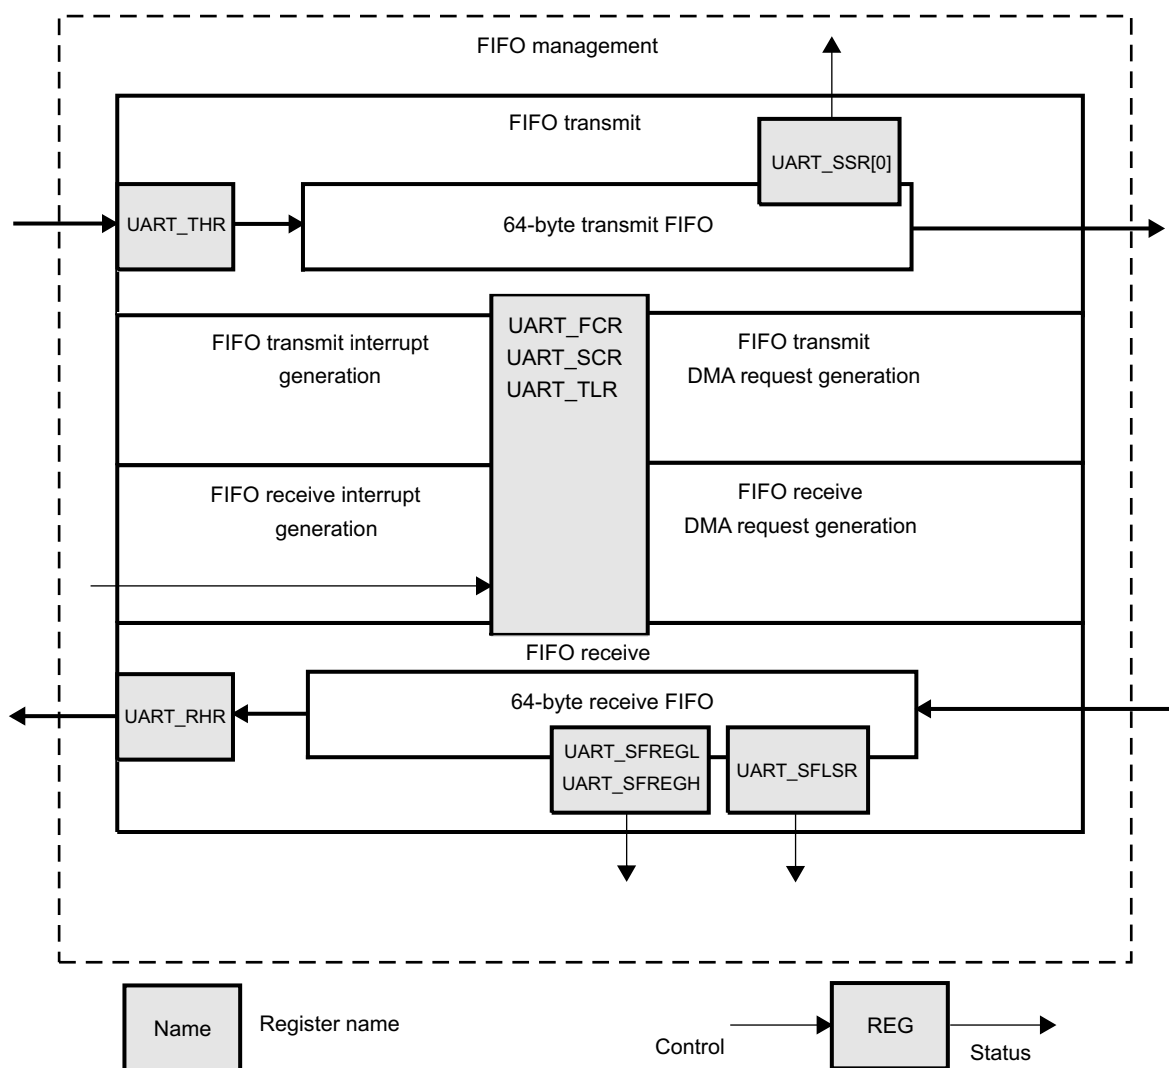 FIFO management
FIFO transmit
UART_SSR[0]
UART_THR
64-byte transmit FIFO
FIFO transmit interrupt
generation
UART_FCR
UART_SCR
UART_TLR
FIFO transmit
DMA request generation
FIFO receive interrupt
generation
FIFO receive
DMA request generation
FIFO receive
64-byte receive FIFO
UART_RHR
UART_SFREGL
UART_SFREGH
UART_SFLSR
Name
Register name
Control
REG
Status